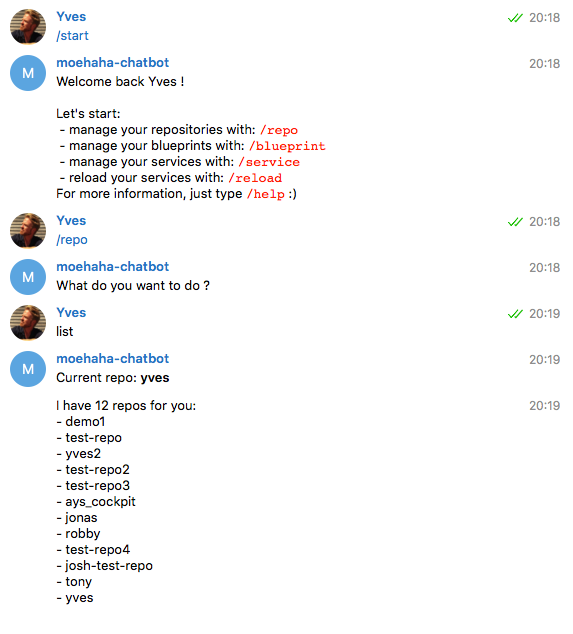 Yves 20:18
/start
M moehaha-chatbot 20:18
Welcome back Yves !
Let's start:
- manage your repositories with: /repo
- manage your blueprints with: /blueprint
- manage your services with: /service
- reload your services with: /reload
For more information, just type /help :)
Yves 20:18
/repo
M moehaha-chatbot 20:18
What do you want to do ?
Yves 20:19
list
M moehaha-chatbot 20:19
Current repo: yves
I have 12 repos for you: 20:19
- demo1
- test-repo
- yves2
- test-repo2
- test-repo3
- ays_cockpit
- jonas
- robby
- test-repo4
- josh-test-repo
- tony
- yves